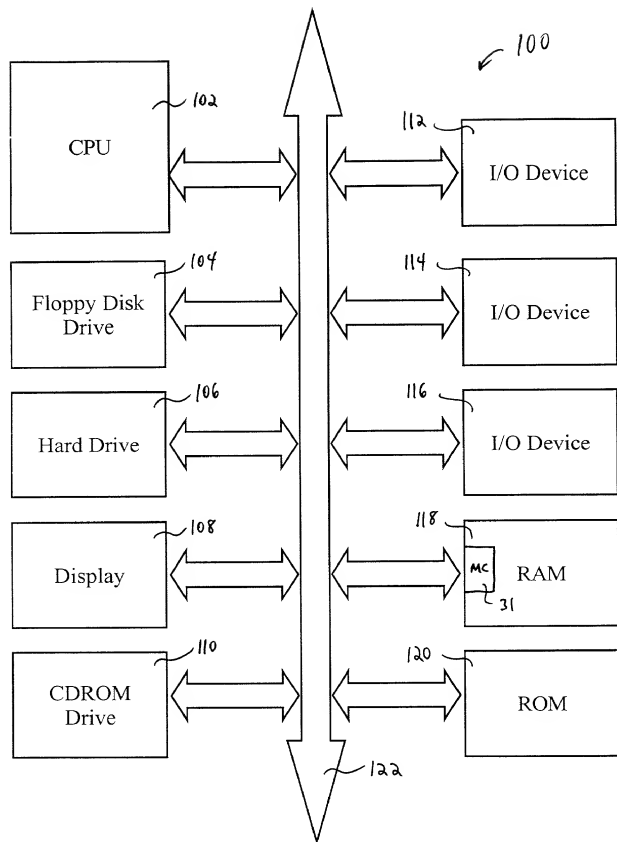 100
102
CPU
112
I/O Device
104
Floppy Disk
Drive
114
I/O Device
106
Hard Drive
116
I/O Device
108
Display
118
MC
31
RAM
110
CDROM
Drive
120
ROM
122